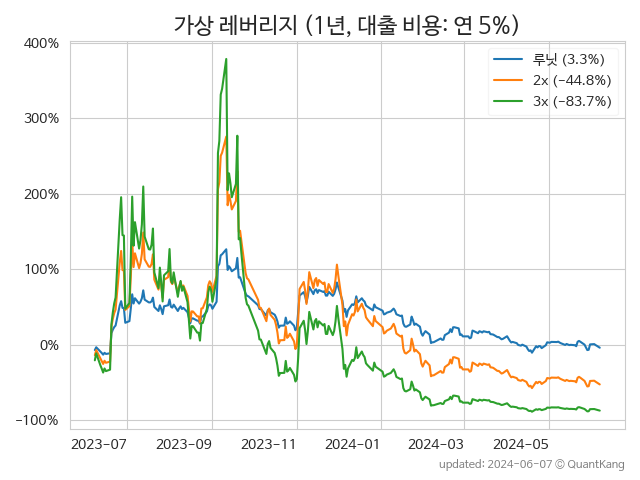 가상 레버리지 (1년, 대출 비용: 연 5%)
400%
300%
200%
100%
0%
−100%
루닛 (3.3%)
2x (−44.8%)
3x (−83.7%)
2023-07 2023-09 2023-11 2024-01 2024-03 2024-05
updated: 2024-06-07 © QuantKang